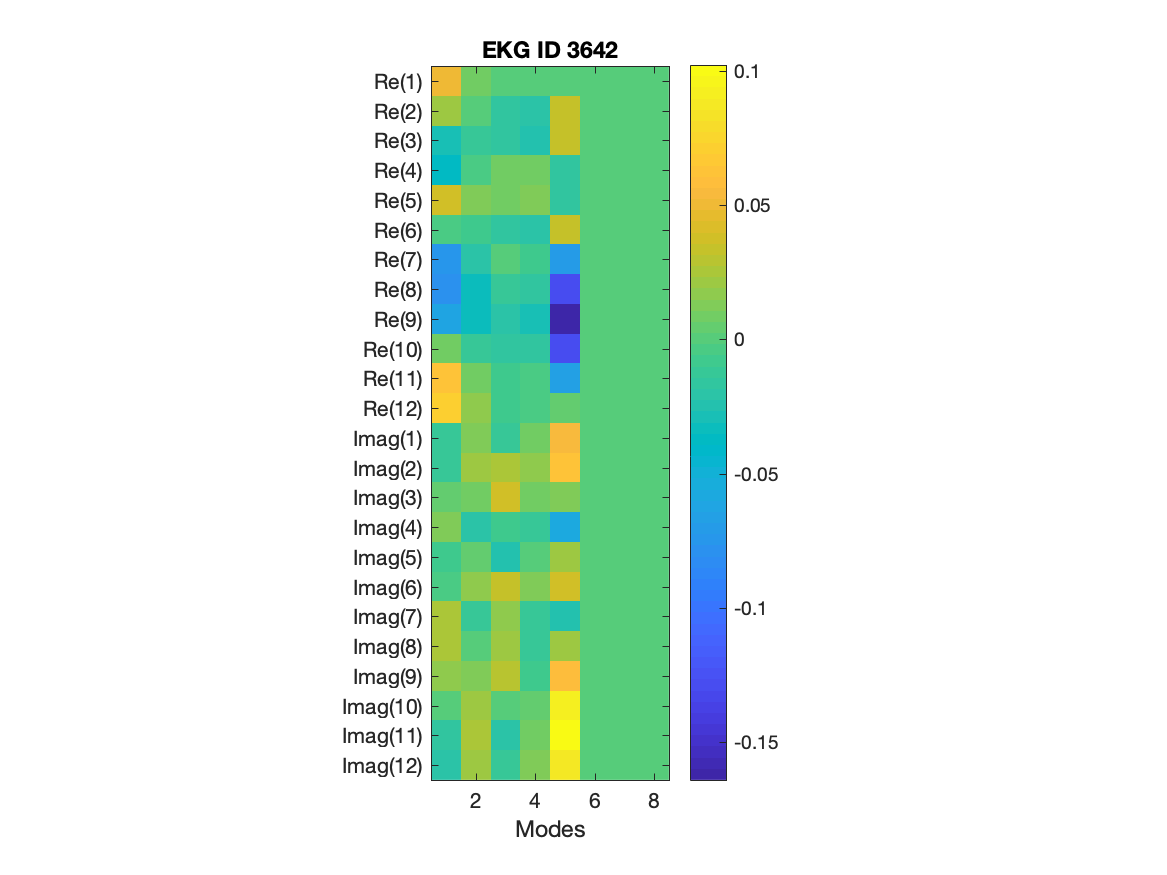 EKG ID 3642
Re(1)
Re(2)
Re(3)
Re(4)
Re(5)
Re(6)
Re(7)
Re(8)
Re(9)
Re(10)
Re(11)
Re(12)
Imag(1)
Imag(2)
Imag(3)
Imag(4)
Imag(5)
Imag(6)
Imag(7)
Imag(8)
Imag(9)
Imag(10)
Imag(11)
Imag(12)
2 4 6 8
Modes
0.1
0.05
0
-0.05
-0.1
-0.15